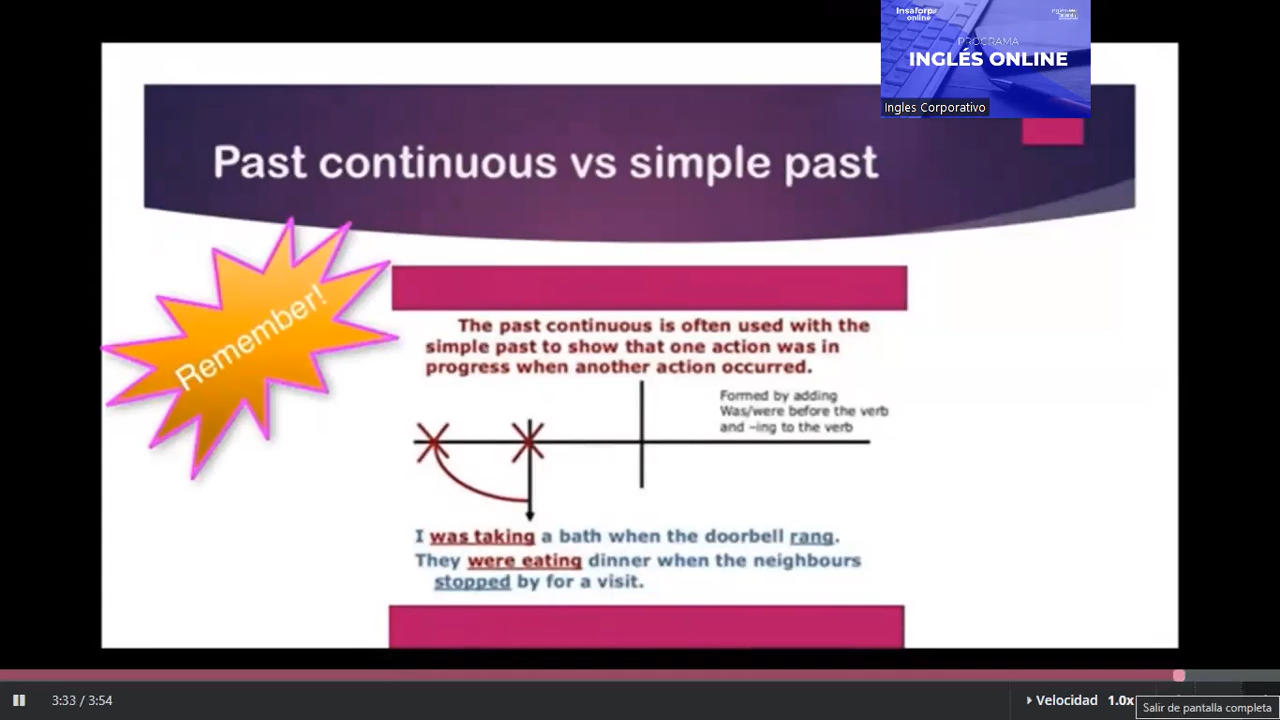 Insaforp
online
PROGRAMA
INGLÉS ONLINE
Ingles Corporativo
Past continuous vs simple past
Remember!
The past continuous is often used with the
simple past to show that one action was in
progress when another action occurred.
Formed by adding
Was/were before the verb
and –ing to the verb
I was taking a bath when the doorbell rang.
They were eating dinner when the neighbours
stopped by for a visit.
3:33 / 3:54
Velocidad 1.0x
Salir de pantalla completa